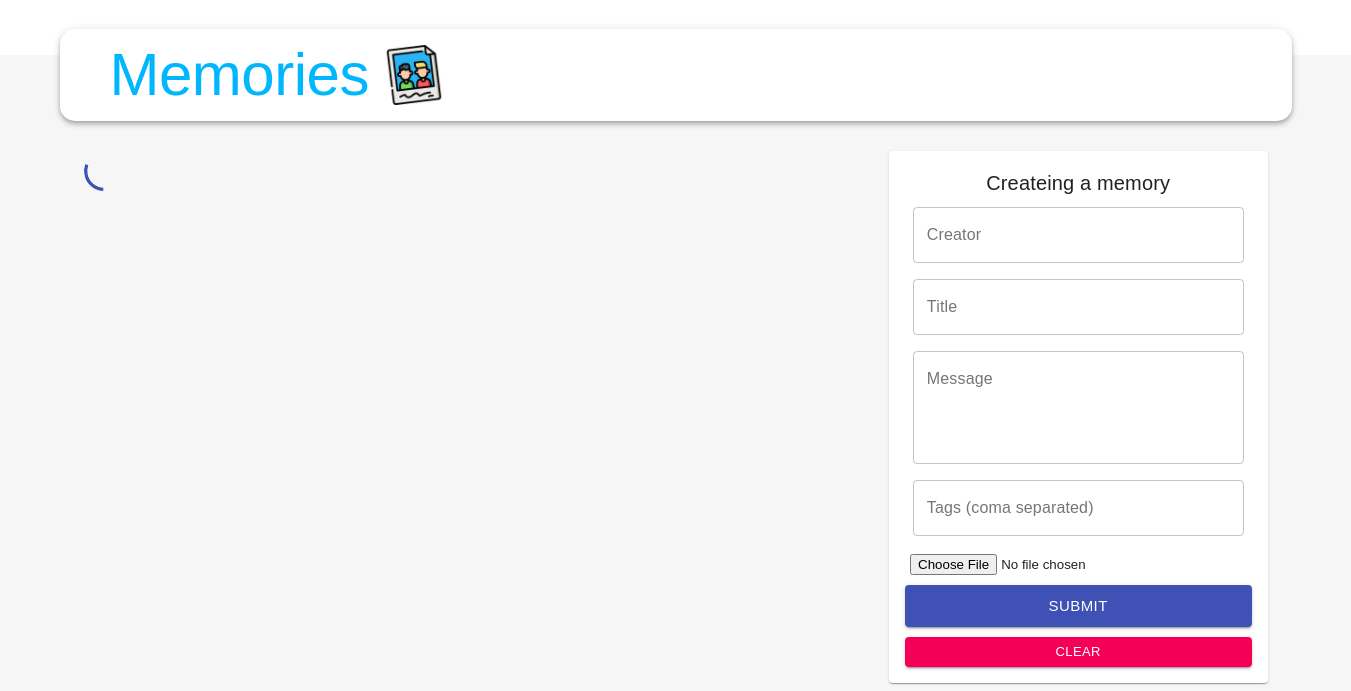 Memories
Createing a memory
Creator
Title
Message
Tags (coma separated)
Choose File No file chosen
SUBMIT
CLEAR